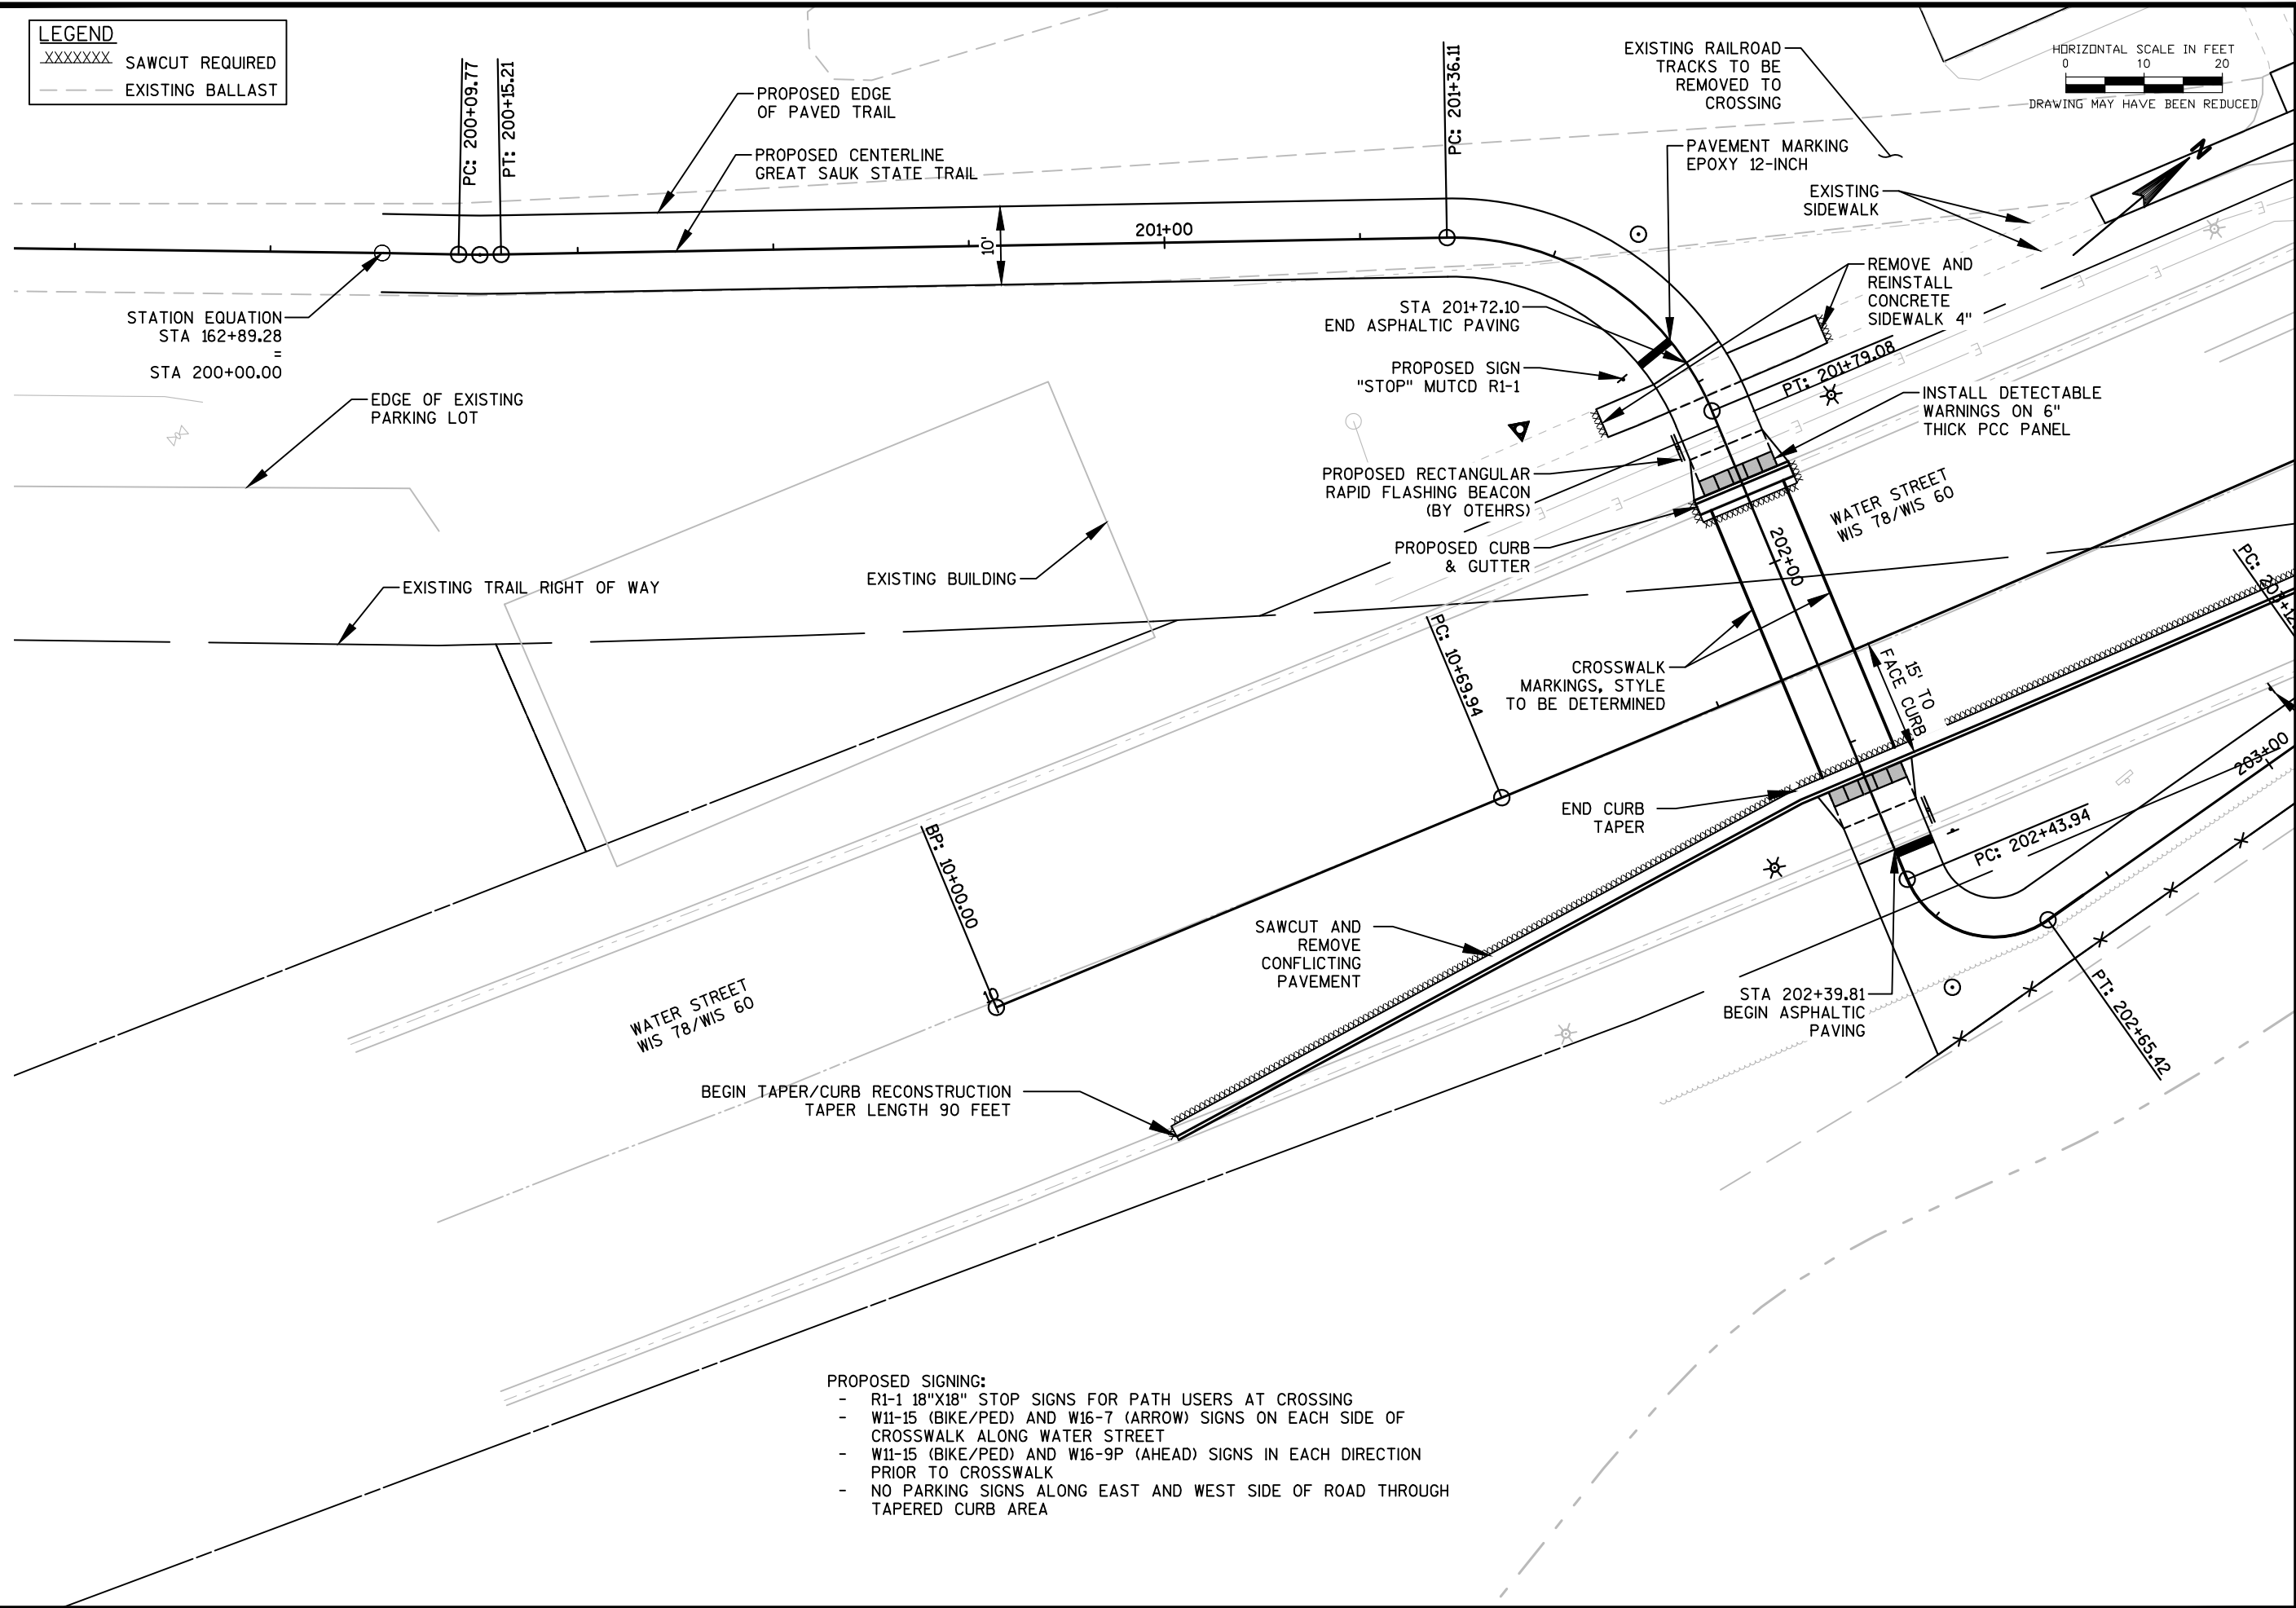 LEGEND
XXXXXXX SAWCUT REQUIRED
EXISTING BALLAST
PC: 200+09.77
PT: 200+15.21
PROPOSED EDGE
OF PAVED TRAIL
PROPOSED CENTERLINE
GREAT SAUK STATE TRAIL
PC: 201+36.11
EXISTING RAILROAD
TRACKS TO BE
REMOVED TO
CROSSING
HORIZONTAL SCALE IN FEET
0 10 20
DRAWING MAY HAVE BEEN REDUCED
PAVEMENT MARKING
EPOXY 12-INCH
N
EXISTING
SIDEWALK
10'
201+00
REMOVE AND
REINSTALL
CONCRETE
SIDEWALK 4"
STATION EQUATION
STA 162+89.28
=
STA 200+00.00
STA 201+72.10
END ASPHALTIC PAVING
PROPOSED SIGN
"STOP" MUTCD R1-1
PT: 201+79.08
EDGE OF EXISTING
PARKING LOT
INSTALL DETECTABLE
WARNINGS ON 6"
THICK PCC PANEL
PROPOSED RECTANGULAR
RAPID FLASHING BEACON
(BY OTEHRS)
WATER STREET
WIS 78/WIS 60
PROPOSED CURB
& GUTTER
202+00
EXISTING BUILDING
EXISTING TRAIL RIGHT OF WAY
PC: 10+69.94
CROSSWALK
MARKINGS, STYLE
TO BE DETERMINED
15' TO
FACE CURB
203+00
END CURB
TAPER
PC: 202+43.94
BP: 10+00.00
10
SAWCUT AND
REMOVE
CONFLICTING
PAVEMENT
STA 202+39.81
BEGIN ASPHALTIC
PAVING
PT: 202+65.42
WATER STREET
WIS 78/WIS 60
BEGIN TAPER/CURB RECONSTRUCTION
TAPER LENGTH 90 FEET
PROPOSED SIGNING:
- R1-1 18"X18" STOP SIGNS FOR PATH USERS AT CROSSING
- W11-15 (BIKE/PED) AND W16-7 (ARROW) SIGNS ON EACH SIDE OF
CROSSWALK ALONG WATER STREET
- W11-15 (BIKE/PED) AND W16-9P (AHEAD) SIGNS IN EACH DIRECTION
PRIOR TO CROSSWALK
- NO PARKING SIGNS ALONG EAST AND WEST SIDE OF ROAD THROUGH
TAPERED CURB AREA